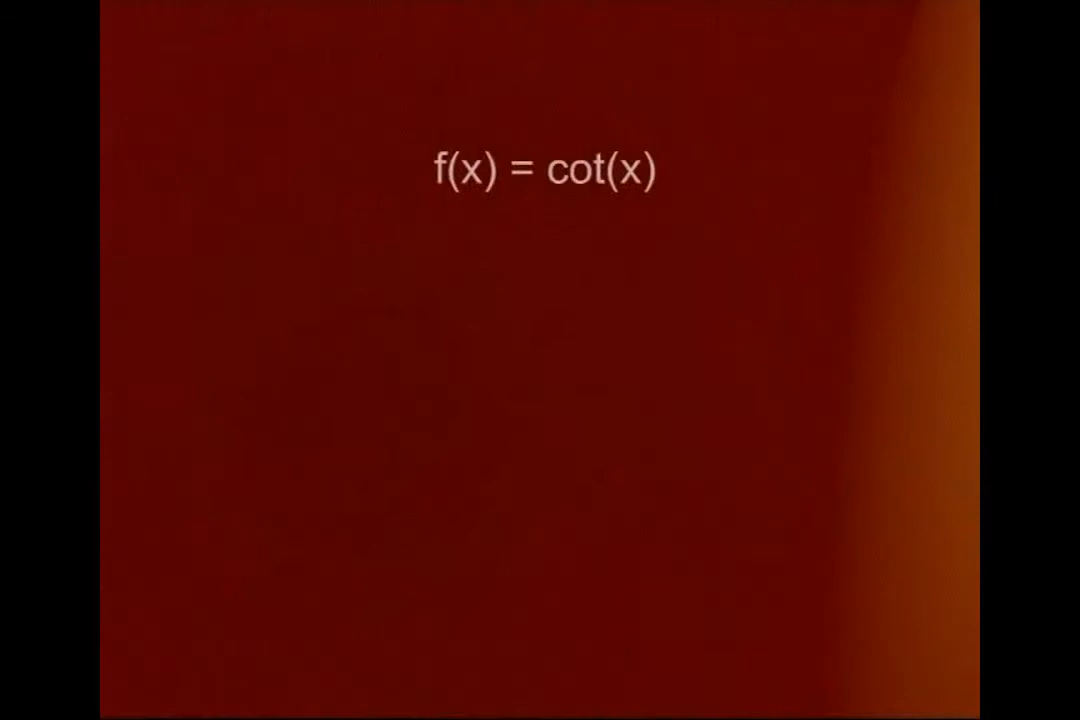 f(x) = cot(x)